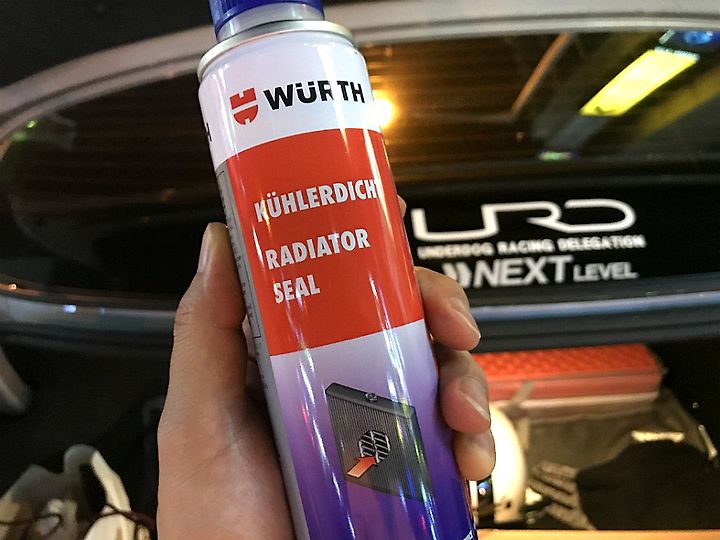 WÜRTH
KÜHLERDICHT
RADIATOR
SEAL
URD
UNDERDOG RACING DELEGATION
NEXT LEVEL